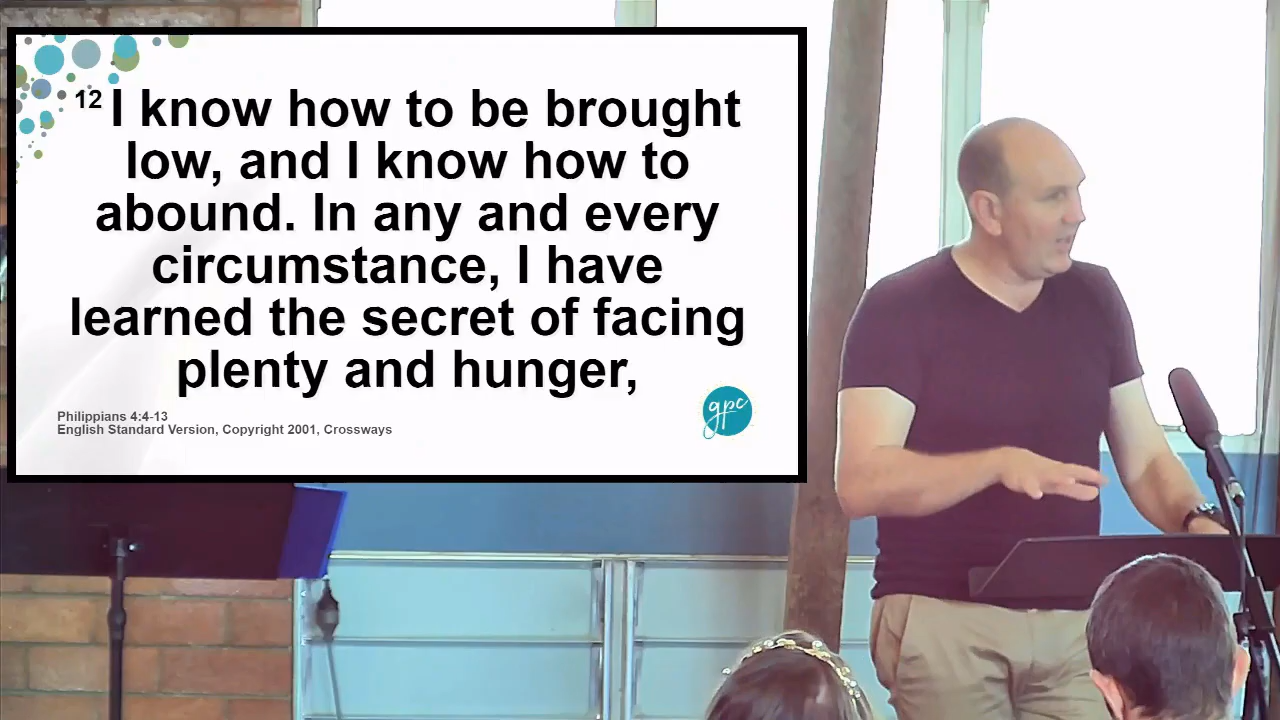 12 I know how to be brought
low, and I know how to
abound. In any and every
circumstance, I have
learned the secret of facing
plenty and hunger,
Philippians 4:4-13
English Standard Version, Copyright 2001, Crossways
gpc